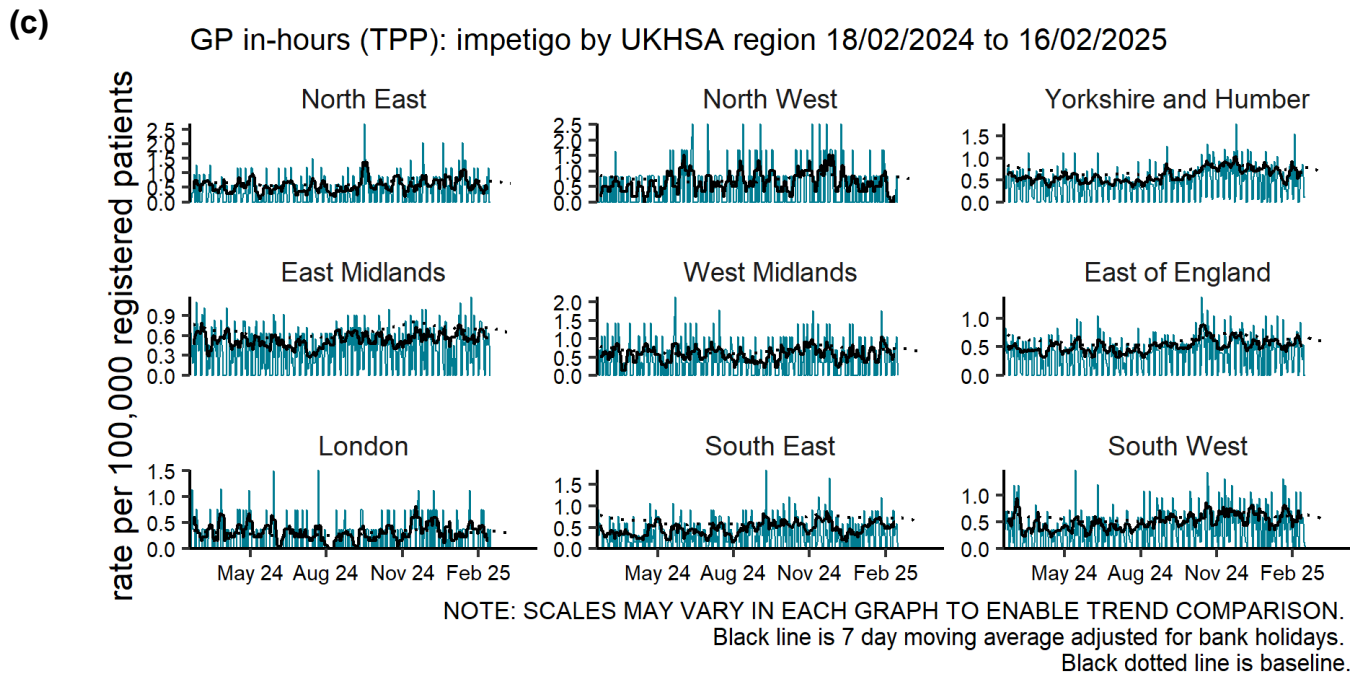 (c)
GP in-hours (TPP): impetigo by UKHSA region 18/02/2024 to 16/02/2025
rate per 100,000 registered patients
North East
2.5
2.0
1.5
1.0
0.5
0.0
North West
2.5
2.0
1.5
1.0
0.5
0.0
Yorkshire and Humber
1.5
1.0
0.5
0.0
East Midlands
0.9
0.6
0.3
0.0
West Midlands
2.0
1.5
1.0
0.5
0.0
East of England
1.0
0.5
0.0
London
1.5
1.0
0.5
0.0
May 24 Aug 24 Nov 24 Feb 25
South East
1.5
1.0
0.5
0.0
May 24 Aug 24 Nov 24 Feb 25
South West
1.0
0.5
0.0
May 24 Aug 24 Nov 24 Feb 25
NOTE: SCALES MAY VARY IN EACH GRAPH TO ENABLE TREND COMPARISON.
Black line is 7 day moving average adjusted for bank holidays.
Black dotted line is baseline.